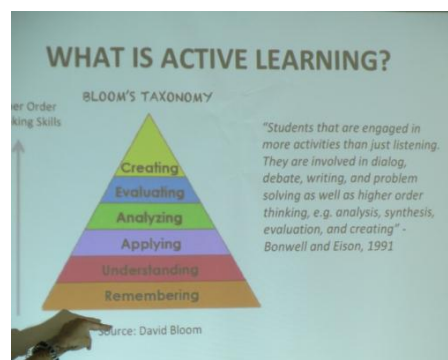 WHAT IS ACTIVE LEARNING?
BLOOM'S TAXONOMY
er Order
king Skills
Creating
Evaluating
Analyzing
Applying
Understanding
Remembering
"Students that are engaged in
more activities than just listening.
They are involved in dialog,
debate, writing, and problem
solving as well as higher order
thinking, e.g. analysis, synthesis,
evaluation, and creating" -
Bonwell and Eison, 1991
Source: David Bloom